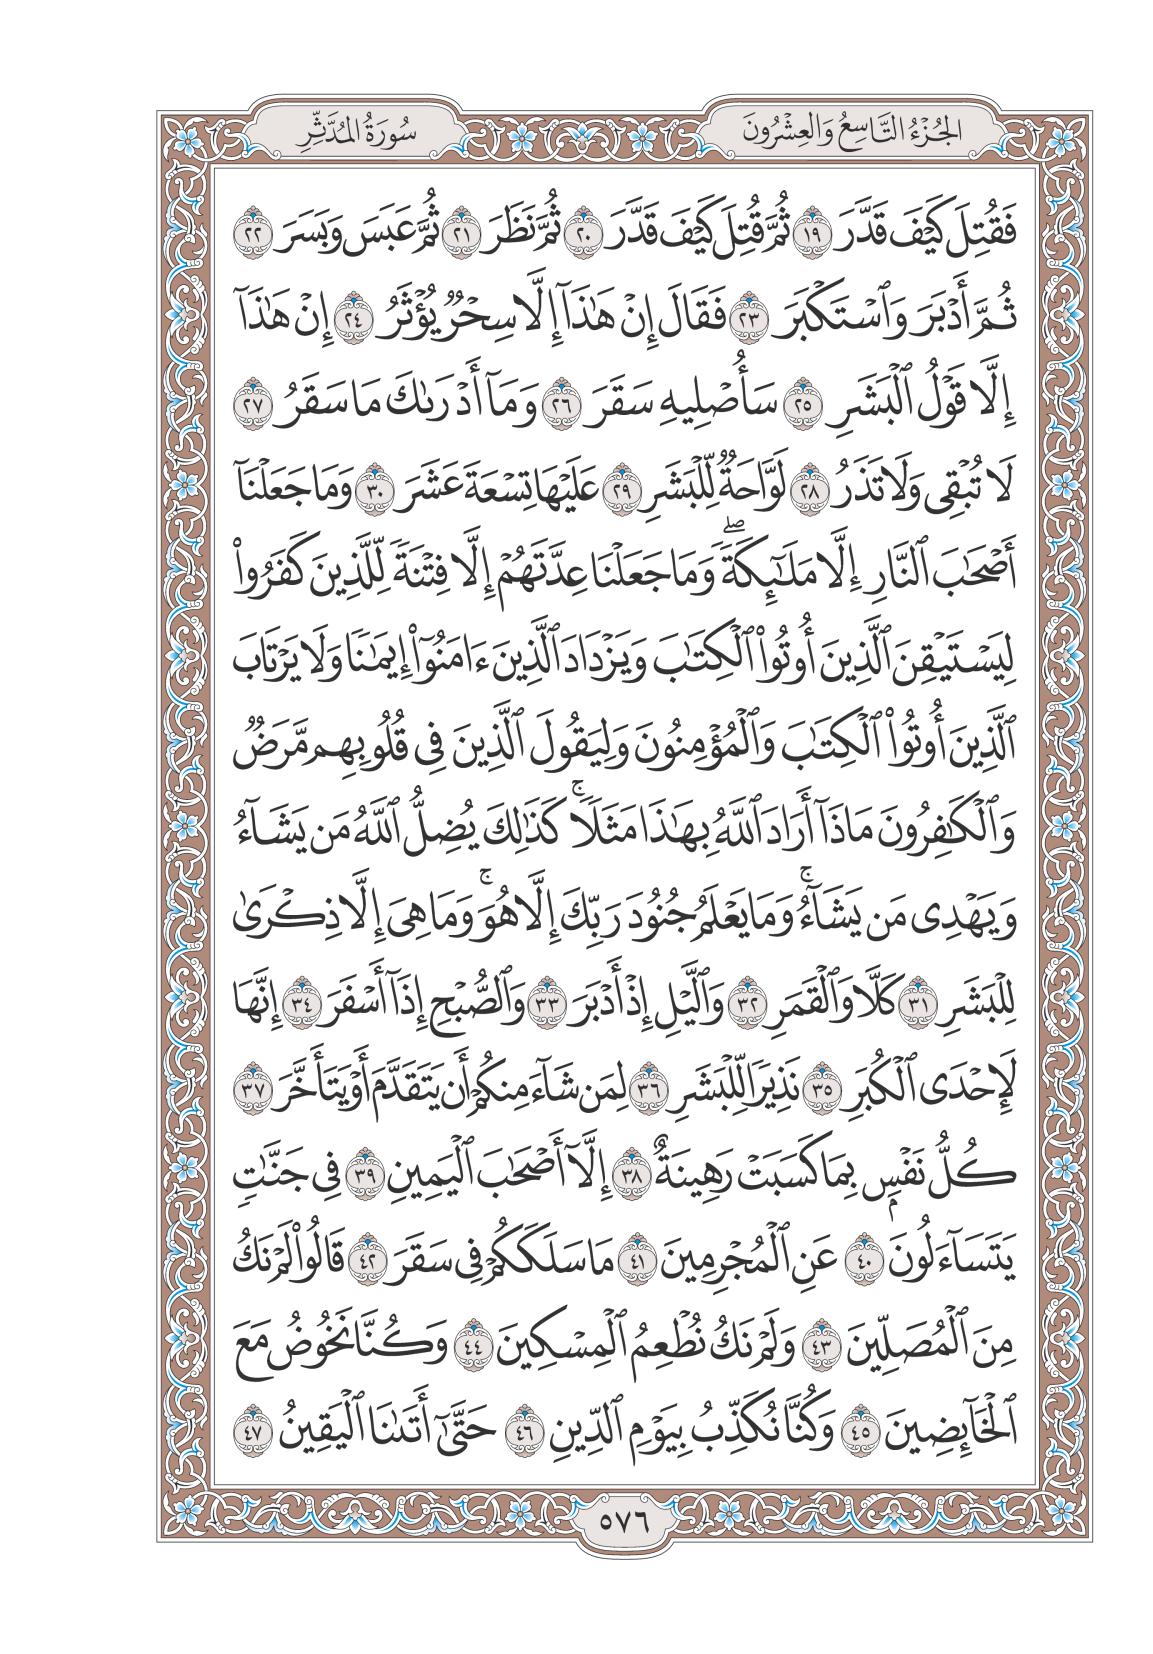 الجُزْءُ التَّاسِعُ وَالعِشْرُونَ
سُورَةُ المُدَّثِّرِ
فَقُتِلَ كَيْفَ قَدَّرَ ١٩ ثُمَّ قُتِلَ كَيْفَ قَدَّرَ ٢٠ ثُمَّ نَظَرَ ٢١ ثُمَّ عَبَسَ وَبَسَرَ ٢٢
ثُمَّ أَدْبَرَ وَٱسْتَكْبَرَ ٢٣ فَقَالَ إِنْ هَٰذَآ إِلَّا سِحْرٌ يُؤْثَرُ ٢٤ إِنْ هَٰذَآ
إِلَّا قَوْلُ ٱلْبَشَرِ ٢٥ سَأُصْلِيهِ سَقَرَ ٢٦ وَمَآ أَدْرَىٰكَ مَا سَقَرُ ٢٧
لَا تُبْقِى وَلَا تَذَرُ ٢٨ لَوَّاحَةٌ لِّلْبَشَرِ ٢٩ عَلَيْهَا تِسْعَةَ عَشَرَ ٣٠ وَمَا جَعَلْنَآ
أَصْحَٰبَ ٱلنَّارِ إِلَّا مَلَٰٓئِكَةً ۖ وَمَا جَعَلْنَا عِدَّتَهُمْ إِلَّا فِتْنَةً لِّلَّذِينَ كَفَرُوا۟
لِيَسْتَيْقِنَ ٱلَّذِينَ أُوتُوا۟ ٱلْكِتَٰبَ وَيَزْدَادَ ٱلَّذِينَ ءَامَنُوٓا۟ إِيمَٰنًا وَلَا يَرْتَابَ
ٱلَّذِينَ أُوتُوا۟ ٱلْكِتَٰبَ وَٱلْمُؤْمِنُونَ وَلِيَقُولَ ٱلَّذِينَ فِى قُلُوبِهِم مَّرَضٌ
وَٱلْكَٰفِرُونَ مَاذَآ أَرَادَ ٱللَّهُ بِهَٰذَا مَثَلًا ۚ كَذَٰلِكَ يُضِلُّ ٱللَّهُ مَن يَشَآءُ
وَيَهْدِى مَن يَشَآءُ ۚ وَمَا يَعْلَمُ جُنُودَ رَبِّكَ إِلَّا هُوَ ۚ وَمَا هِىَ إِلَّا ذِكْرَىٰ
لِلْبَشَرِ ٣١ كَلَّا وَٱلْقَمَرِ ٣٢ وَٱلَّيْلِ إِذْ أَدْبَرَ ٣٣ وَٱلصُّبْحِ إِذَآ أَسْفَرَ ٣٤ إِنَّهَا
لَإِحْدَى ٱلْكُبَرِ ٣٥ نَذِيرًا لِّلْبَشَرِ ٣٦ لِمَن شَآءَ مِنكُمْ أَن يَتَقَدَّمَ أَوْ يَتَأَخَّرَ ٣٧
كُلُّ نَفْسٍۭ بِمَا كَسَبَتْ رَهِينَةٌ ٣٨ إِلَّآ أَصْحَٰبَ ٱلْيَمِينِ ٣٩ فِى جَنَّٰتٍ
يَتَسَآءَلُونَ ٤٠ عَنِ ٱلْمُجْرِمِينَ ٤١ مَا سَلَكَكُمْ فِى سَقَرَ ٤٢ قَالُوا۟ لَمْ نَكُ
مِنَ ٱلْمُصَلِّينَ ٤٣ وَلَمْ نَكُ نُطْعِمُ ٱلْمِسْكِينَ ٤٤ وَكُنَّا نَخُوضُ مَعَ
ٱلْخَآئِضِينَ ٤٥ وَكُنَّا نُكَذِّبُ بِيَوْمِ ٱلدِّينِ ٤٦ حَتَّىٰٓ أَتَىٰنَا ٱلْيَقِينُ ٤٧
٥٧٦